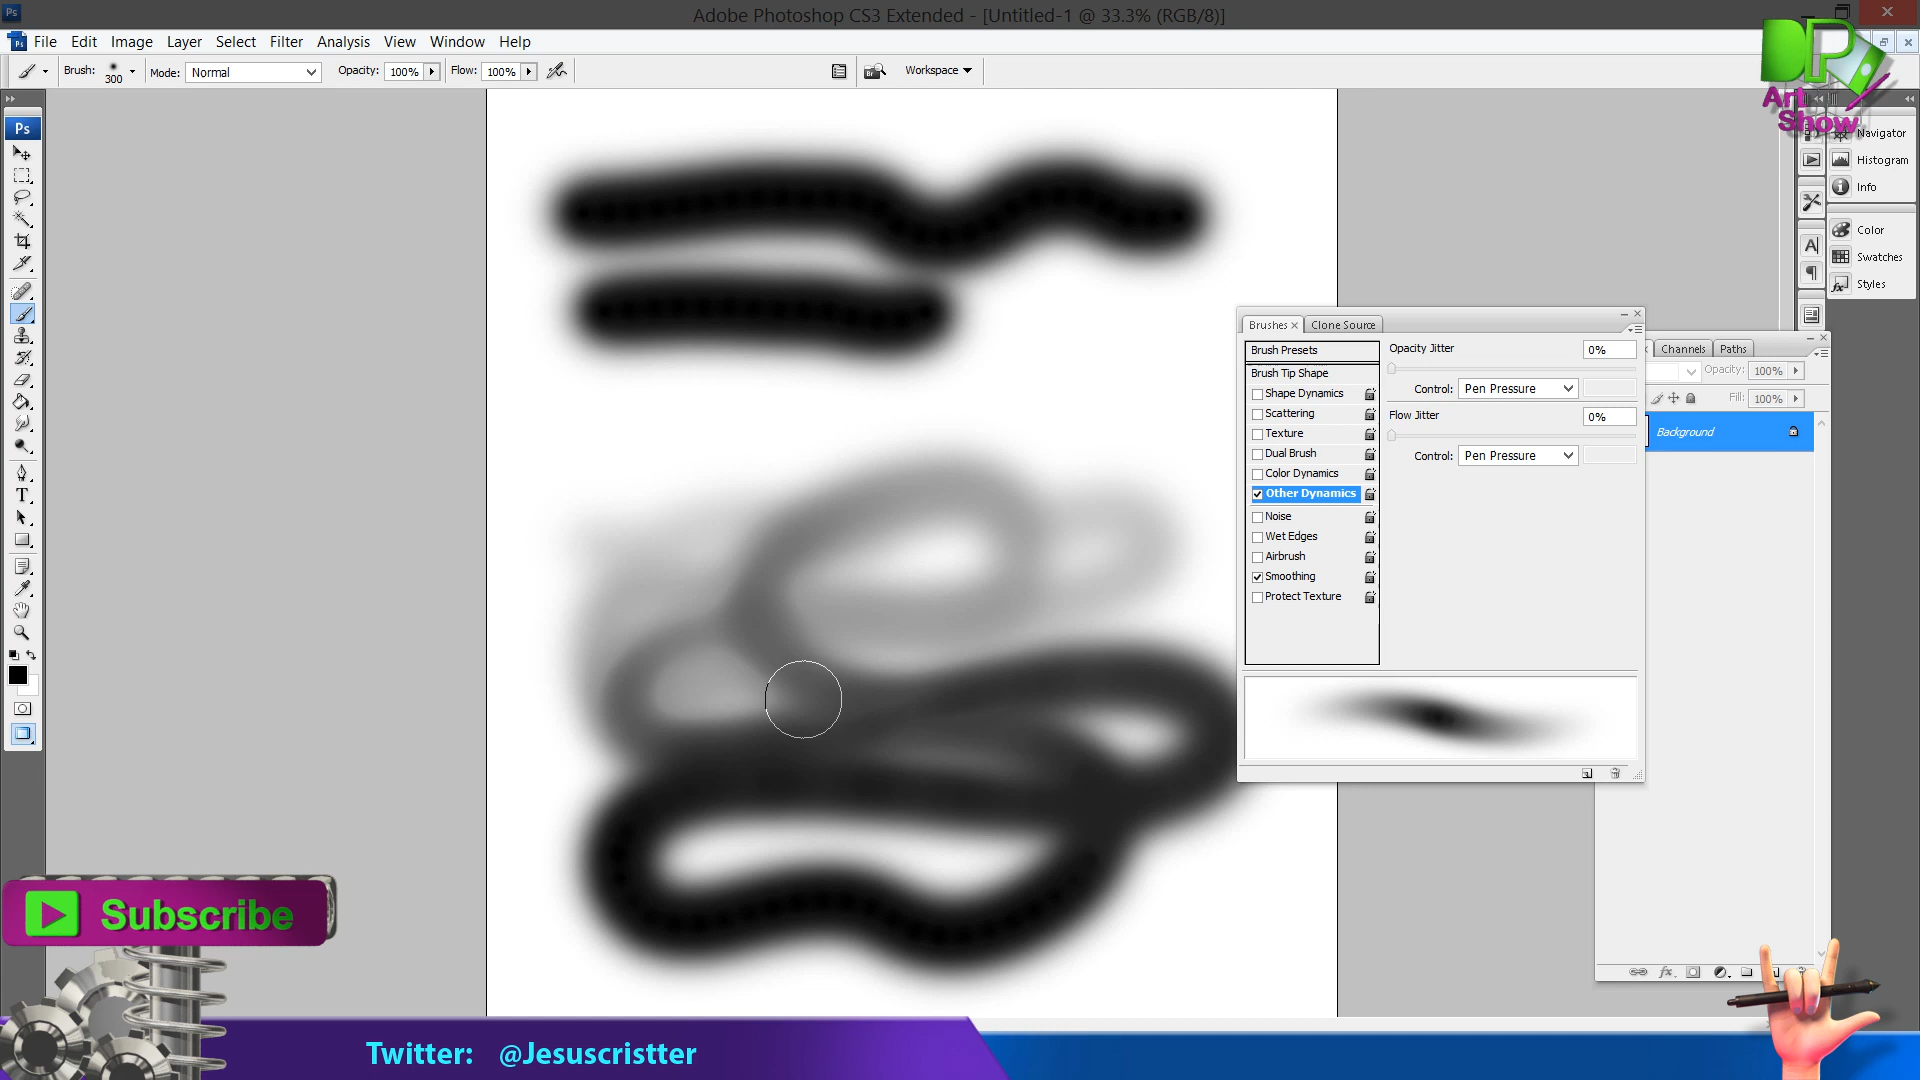 Adobe Photoshop CS3 Extended - [Untitled-1 @ 33.3% (RGB/8)]
Ps
File Edit Image Layer Select Filter Analysis View Window Help
Brush: 300 Mode: Normal Opacity: 100% Flow: 100% Workspace
DP
Art
Show
Ps
Navigator
Histogram
Info
Color
Swatches
Styles
Brushes Clone Source
Brush Presets
Brush Tip Shape
Shape Dynamics
Scattering
Texture
Dual Brush
Color Dynamics
Other Dynamics
Noise
Wet Edges
Airbrush
Smoothing
Protect Texture
Opacity Jitter 0%
Control: Pen Pressure
Flow Jitter 0%
Control: Pen Pressure
Channels Paths
Opacity: 100%
Fill: 100%
Background
Subscribe
Twitter: @Jesuscristter